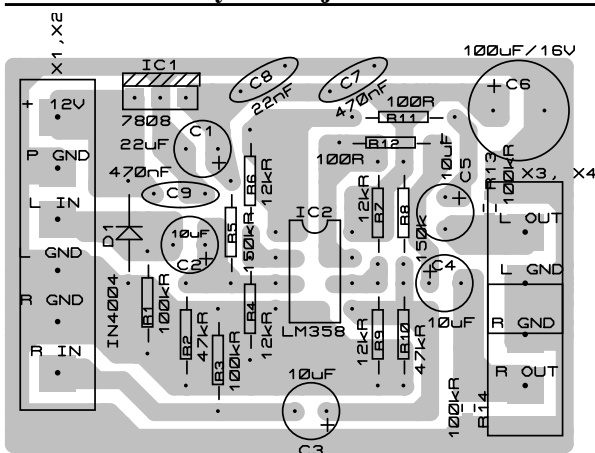 X1,X2
IC1
7808
+ 12V
P GND
L IN
L GND
R GND
R IN
22uF
C1
470nF
C9
D1
IN4004
10uF
C2
R1
100kR
R2
47kR
R3
100kR
R4
12kR
R5
150kR
R6
12kR
C8
22nF
C7
470nF
100R
R11
R12
100R
IC2
LM358
R7
12kR
R8
150k
R9
12kR
R10
47kR
10uF
C5
C4
10uF
10uF
C3
100uF/16V
C6
R13
100kR
X3, X4
L OUT
L GND
R GND
R OUT
100kR
R14